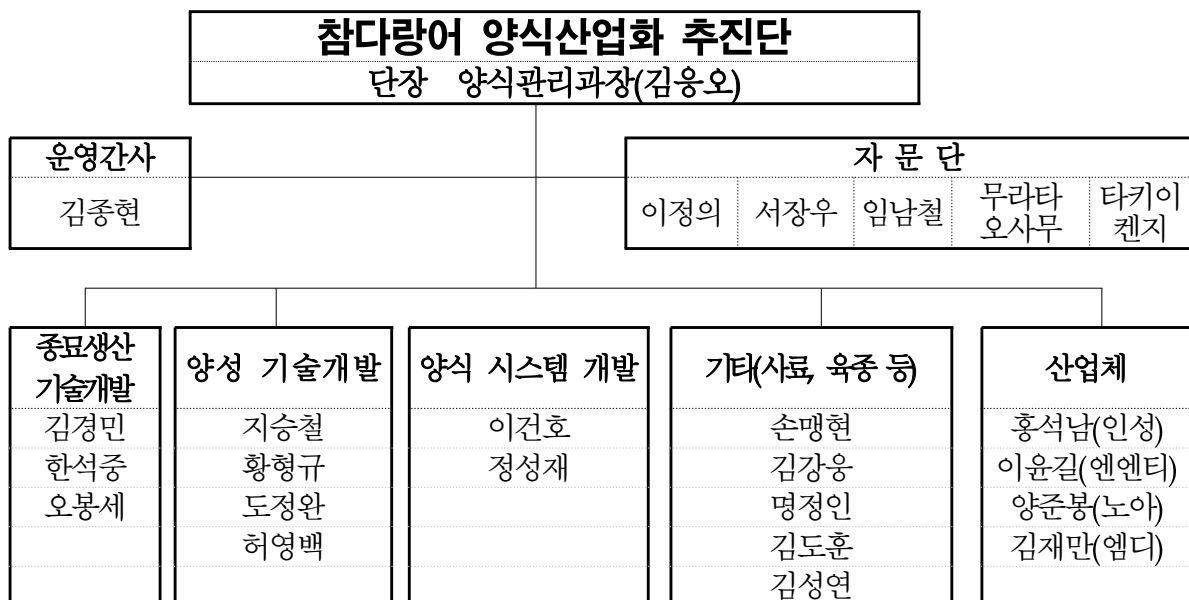 참다랑어 양식산업화 추진단
단장 양식관리과장(김응오)
운영간사
김종현
자 문 단
이정의 서장우 임남철 무라타 오사무 타키이 켄지
종묘생산
기술개발
김경민
한석중
오봉세
양성 기술개발
지승철
황형규
도정완
허영백
양식 시스템 개발
이건호
정성재
기타(사료, 육종 등)
손맹현
김강웅
명정인
김도훈
김성연
산업체
홍석남(인성)
이윤길(엔엔티)
양준봉(노아)
김재만(엠디)